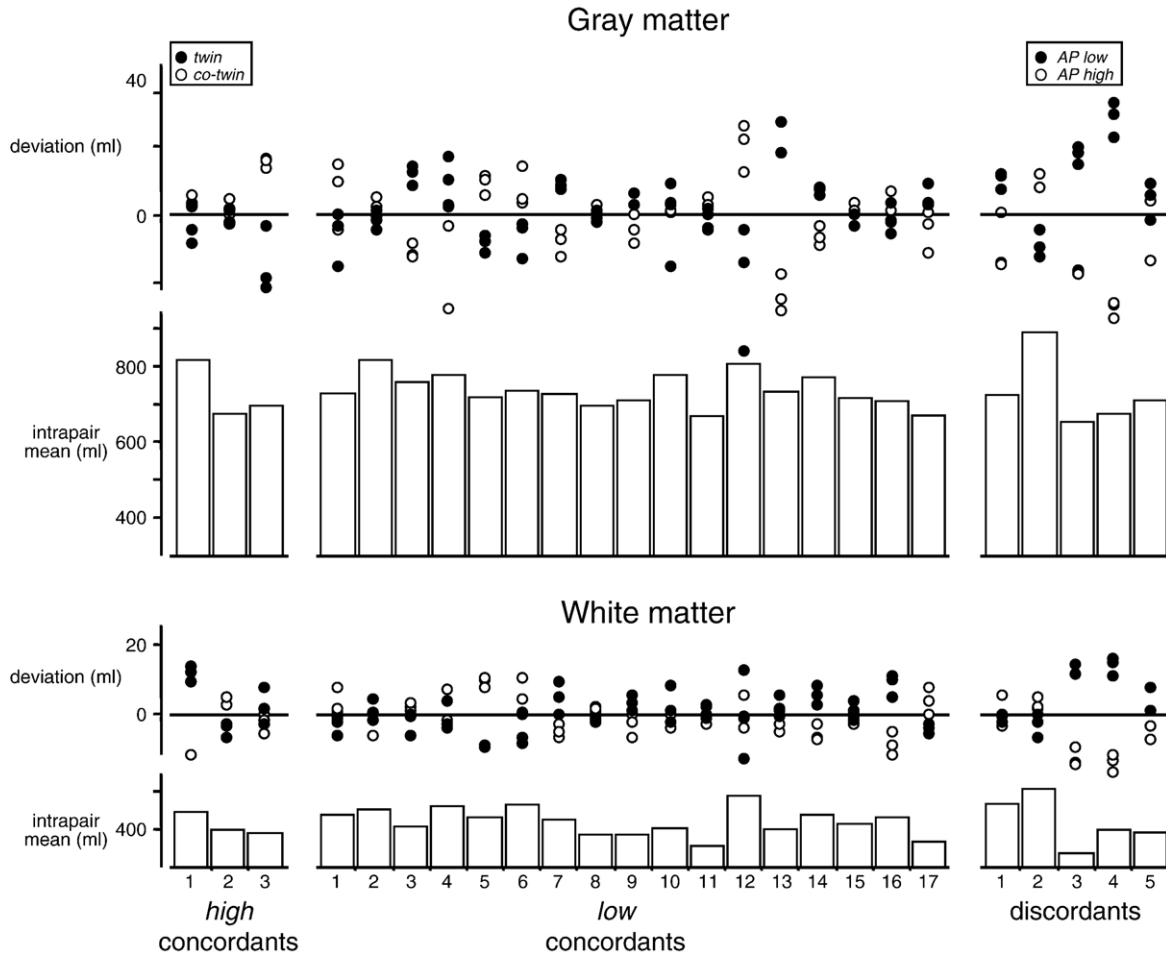 Gray matter
twin
co-twin
AP low
AP high
40
deviation (ml)
0
800
intrapair
mean (ml)
600
400
White matter
20
deviation (ml)
0
intrapair
mean (ml)
400
1 2 3 1 2 3 4 5 6 7 8 9 10 11 12 13 14 15 16 17 1 2 3 4 5
high
concordants
low
concordants
discordants